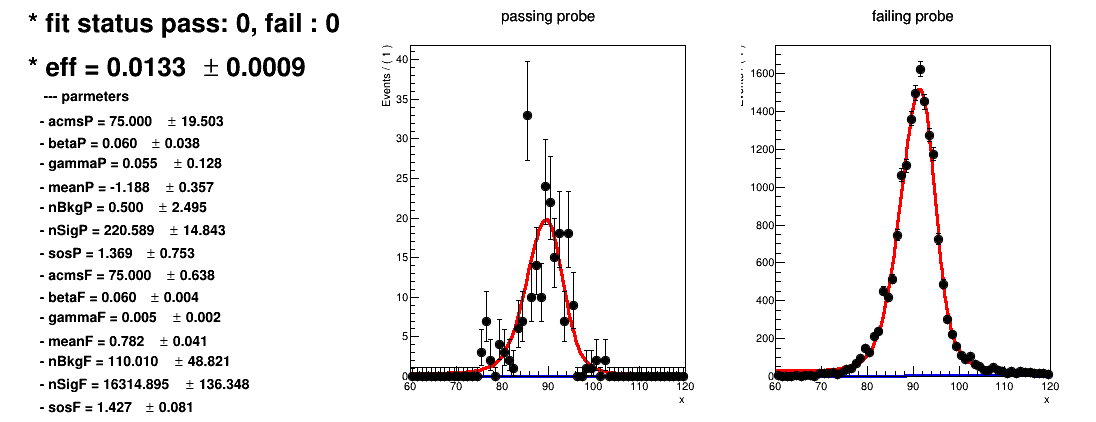 * fit status pass: 0, fail : 0
* eff = 0.0133 ± 0.0009
--- parmeters
- acmsP = 75.000 ± 19.503
- betaP = 0.060 ± 0.038
- gammaP = 0.055 ± 0.128
- meanP = -1.188 ± 0.357
- nBkgP = 0.500 ± 2.495
- nSigP = 220.589 ± 14.843
- sosP = 1.369 ± 0.753
- acmsF = 75.000 ± 0.638
- betaF = 0.060 ± 0.004
- gammaF = 0.005 ± 0.002
- meanF = 0.782 ± 0.041
- nBkgF = 110.010 ± 48.821
- nSigF = 16314.895 ± 136.348
- sosF = 1.427 ± 0.081
passing probe
Events / ( 1 )
40
35
30
25
20
15
10
5
0
60 70 80 90 100 110 120
x
failing probe
1600
1400
1200
1000
800
600
400
200
0
60 70 80 90 100 110 120
x